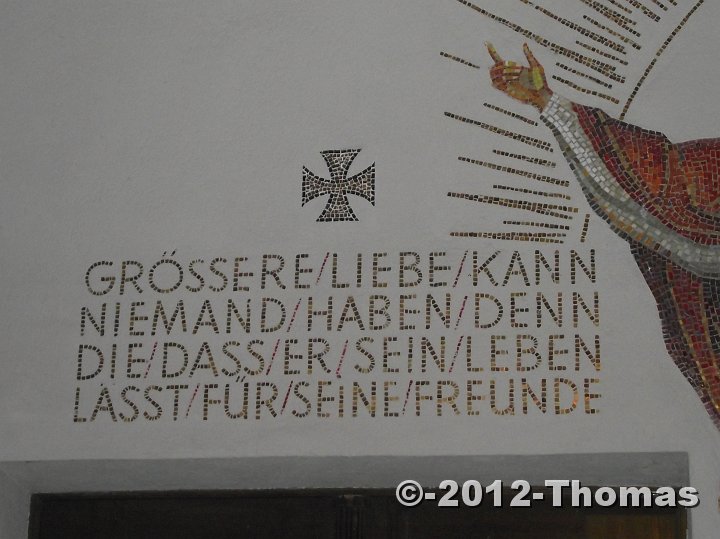 GRÖSSERE/LIEBE/KANN
NIEMAND/HABEN/DENN
DIE/DASS/ER/SEIN/LEBEN
LÄSST/FÜR/SEINE/FREUNDE
©-2012-Thomas